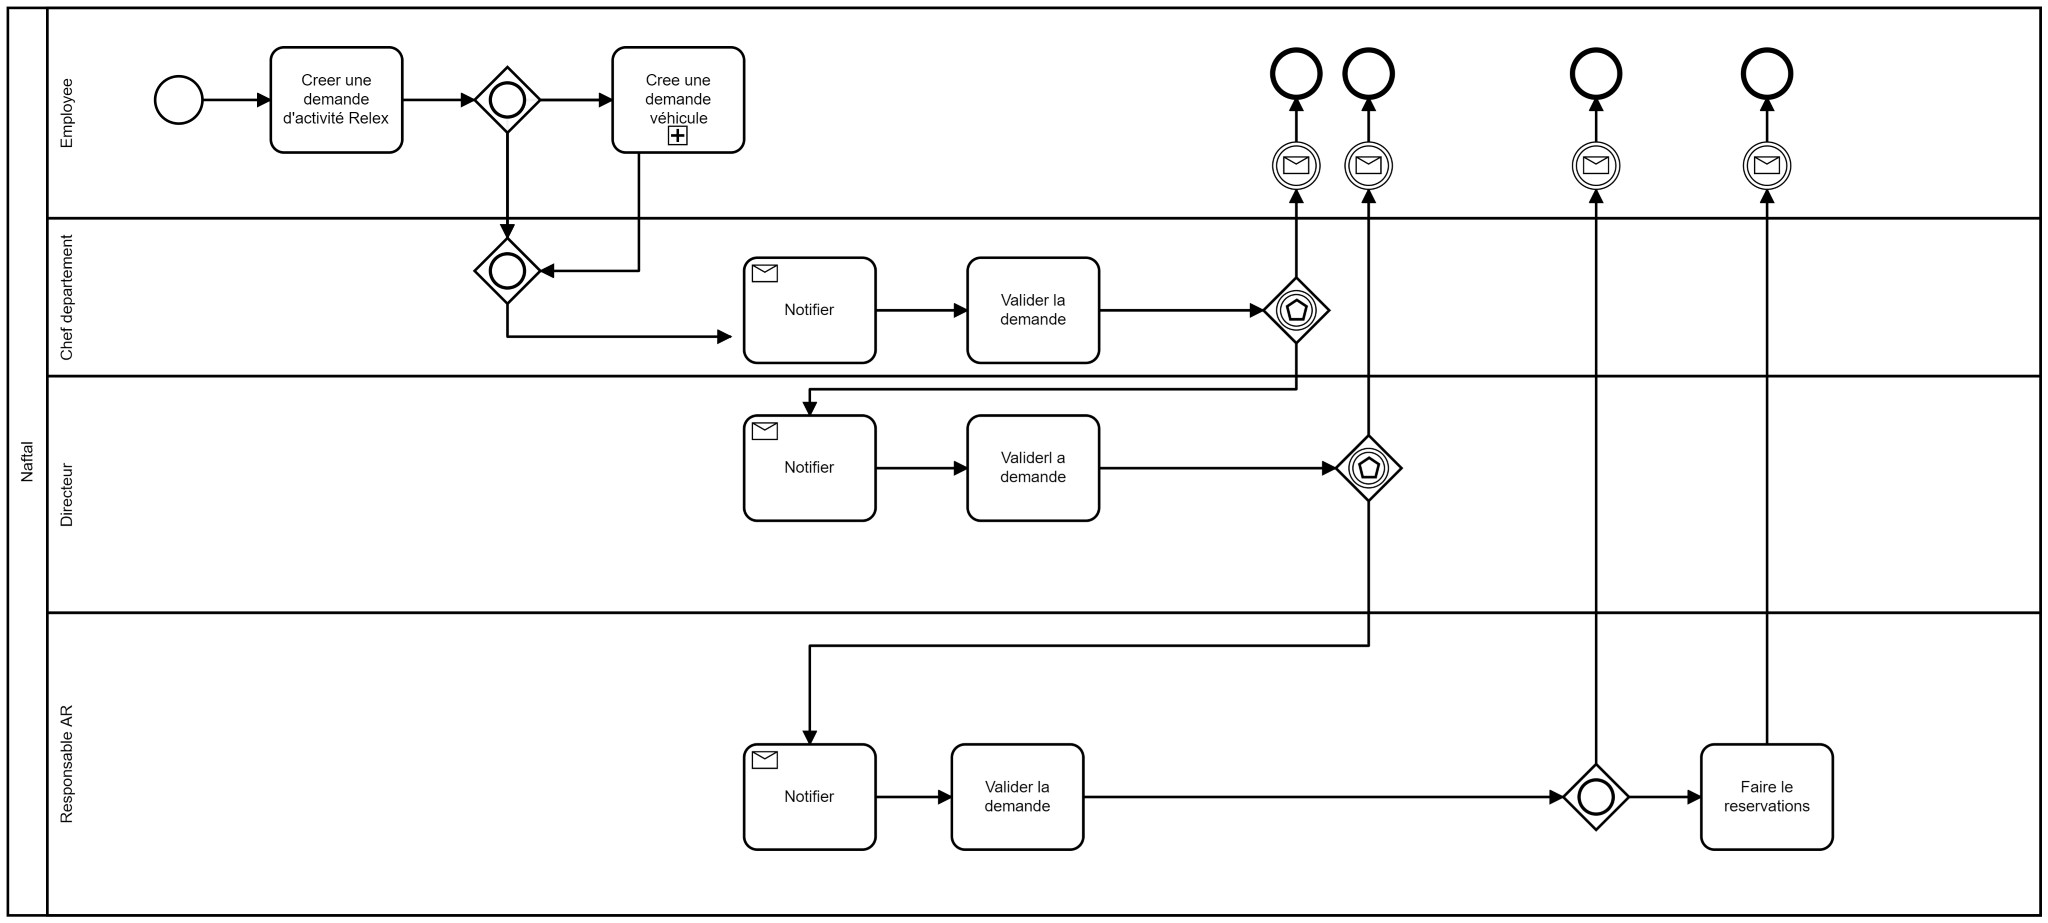 Naftal
Employee
Creer une
demande
d'activité Relex
Cree une
demande
véhicule
Chef departement
Notifier
Valider la
demande
Directeur
Notifier
Validerl a
demande
Responsable AR
Notifier
Valider la
demande
Faire le
reservations